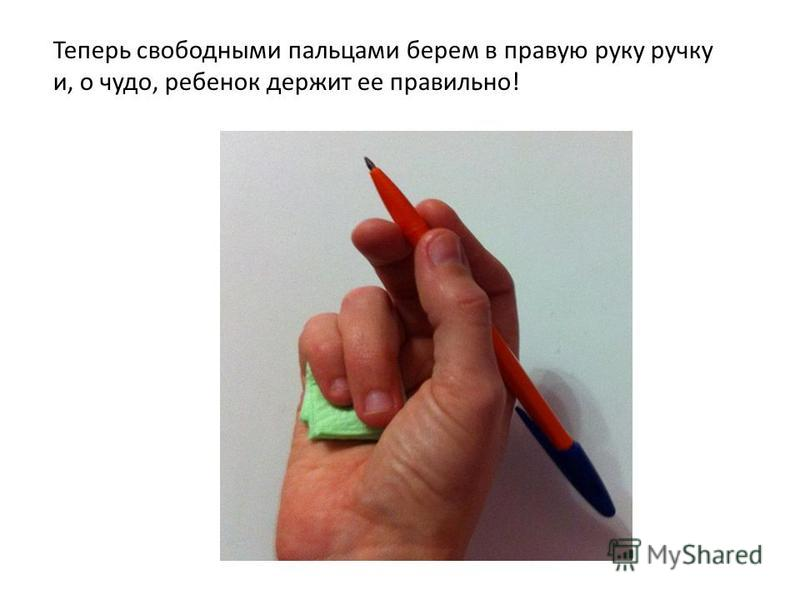 Теперь свободными пальцами берем в правую руку ручку
и, о чудо, ребенок держит ее правильно!
MyShared